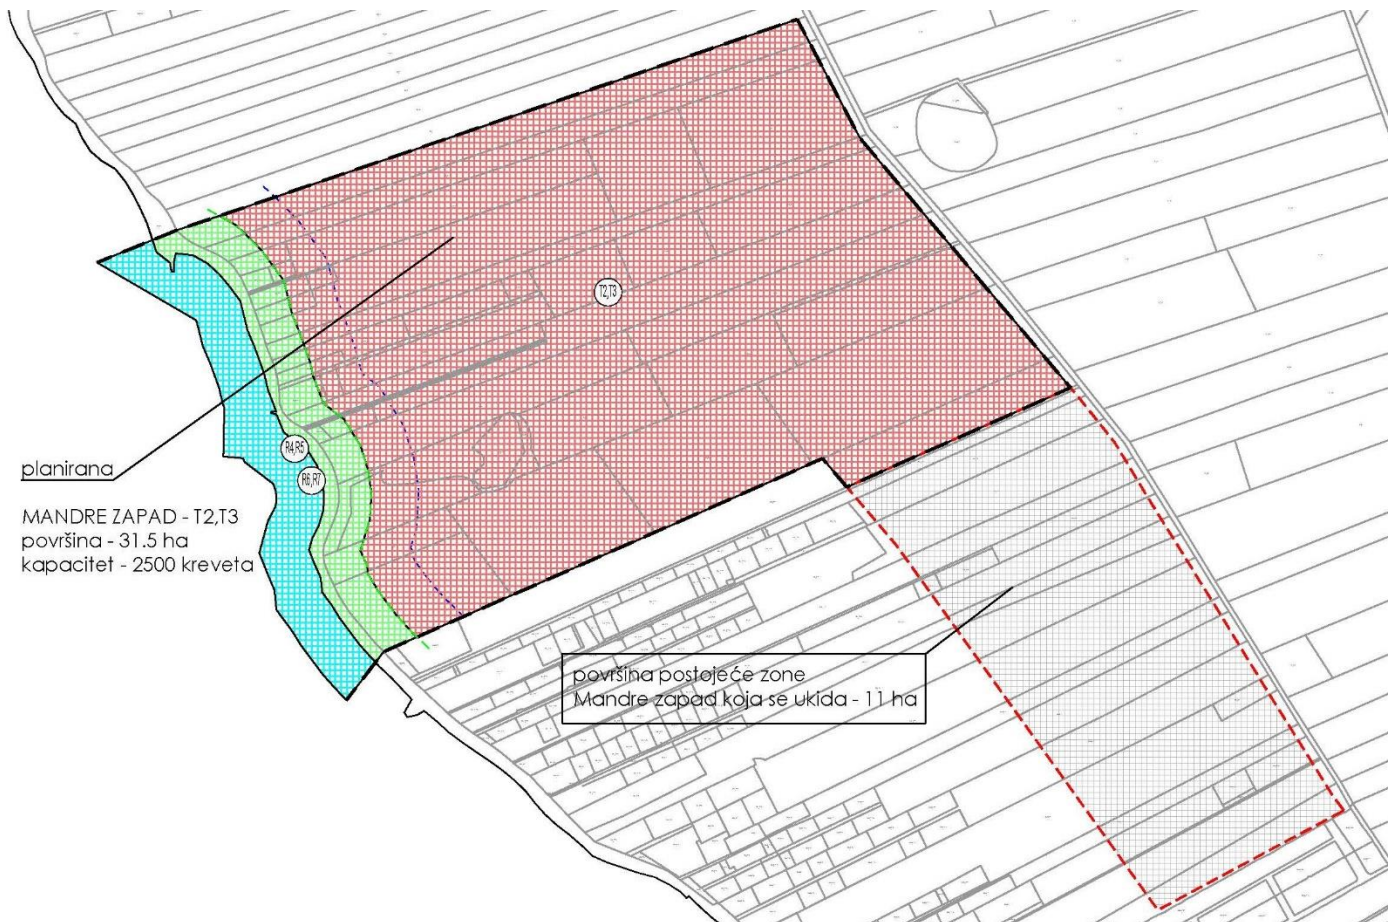 T2,T3
R4,R5
R6,R7
planirana
MANDRE ZAPAD - T2,T3
površina - 31.5 ha
kapacitet - 2500 kreveta
površina postojeće zone
Mandre zapad koja se ukida - 11 ha